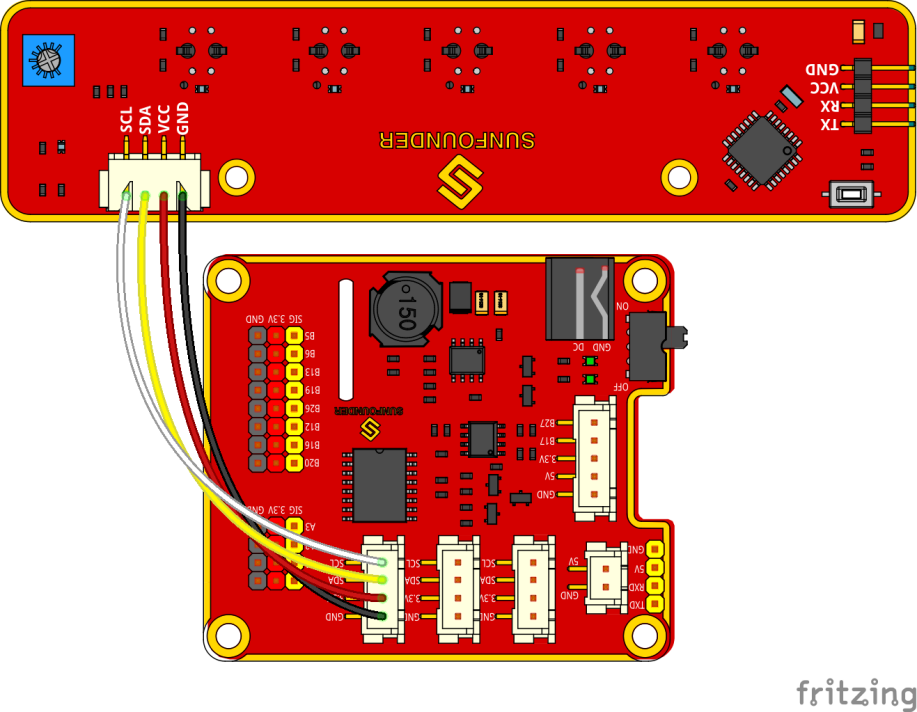 SCL
SDA
VCC
GND
GND
VCC
RX
TX
SUNFOUNDER
150
ON
DC GND
OFF
GND 3.3V SIG
B5
B6
B13
B19
B26
B12
B16
B20
SUNFOUNDER
B27
B17
3.3V
5V
GND
GND 3.3V SIG
A3
SCL
SDA
GND
SCL
SDA
3.3V
GND
SCL
SDA
3.3V
GND
5V
GND
GND
5V
RXD
TXD
fritzing